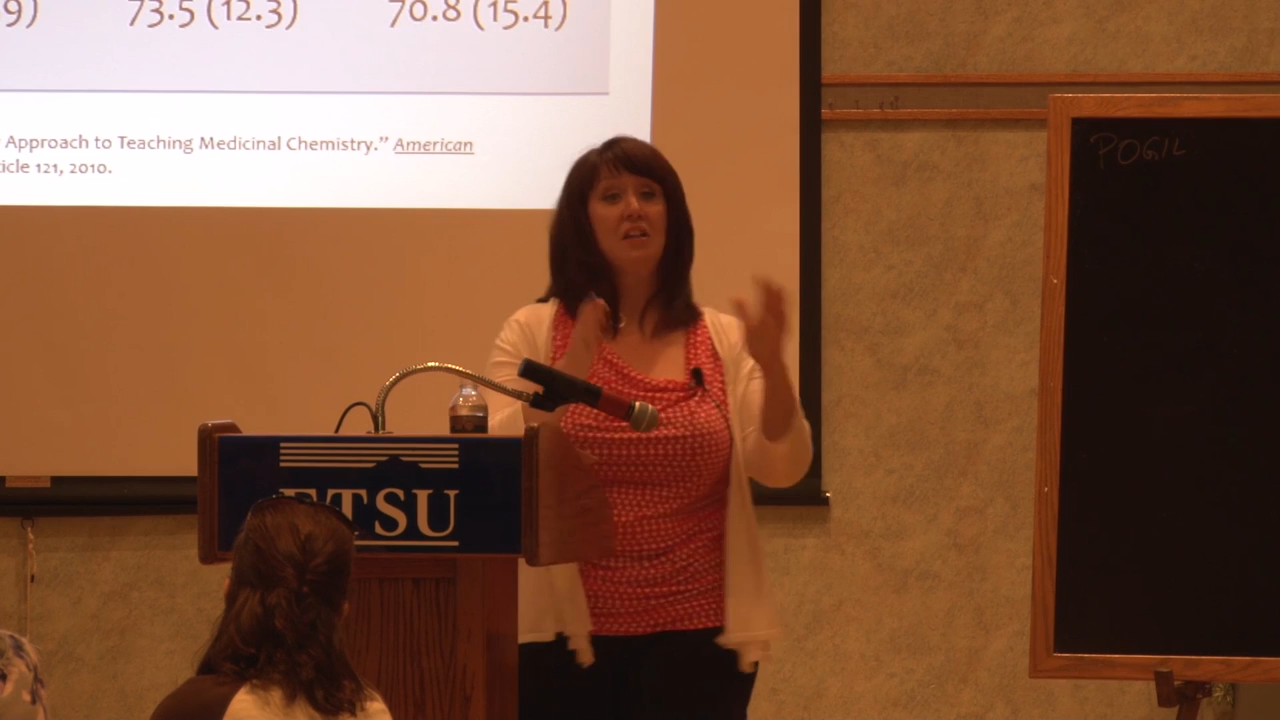 9) 73.5 (12.3) 70.8 (15.4)
Approach to Teaching Medicinal Chemistry.” American
icle 121, 2010.
POGIL
ETSU